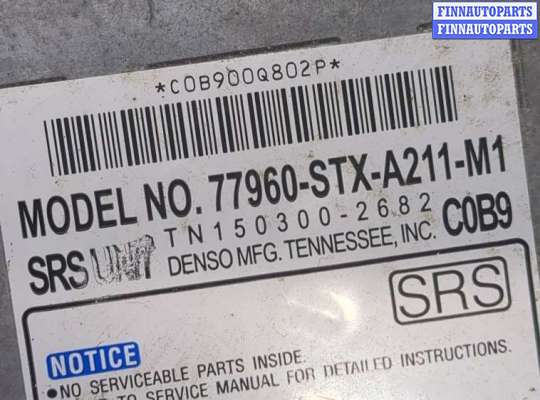 FINNAUTOPARTS
FINNAUTOPARTS
*C0B900Q802P*
MODEL NO. 77960-STX-A211-M1
SRS UNIT TN150300-2682 C0B9
DENSO MFG. TENNESSEE, INC.
SRS
NOTICE
•NO SERVICEABLE PARTS INSIDE.
TO SERVICE MANUAL FOR DETAILED INSTRUCTIONS.